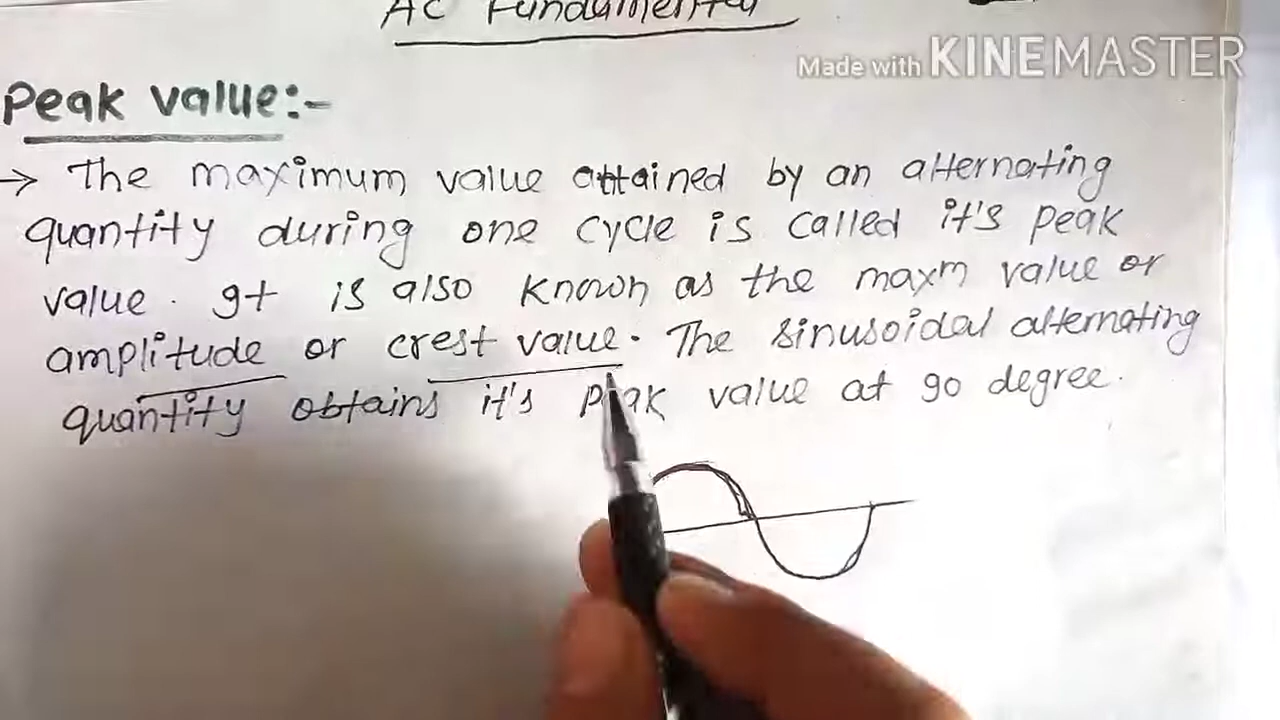 AC Fundamental
Made with KINEMASTER
Peak value:-
→ The maximum value attained by an alternating
quantity during one cycle is called it's peak
value. It is also known as the maxm value or
amplitude or crest value. The sinusoidal alternating
quantity obtains it's peak value at 90 degree.